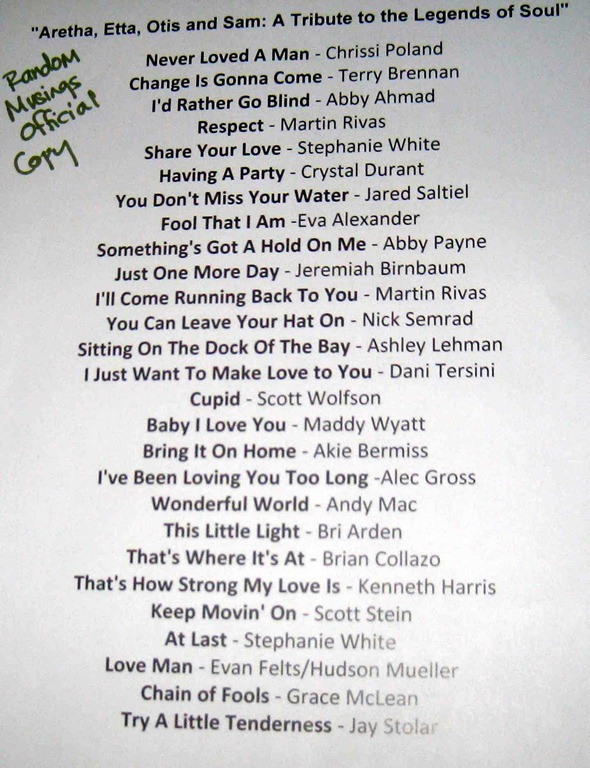 "Aretha, Etta, Otis and Sam: A Tribute to the Legends of Soul"
Random
Musings
Official
Copy
Never Loved A Man - Chrissi Poland
Change Is Gonna Come - Terry Brennan
I'd Rather Go Blind - Abby Ahmad
Respect - Martin Rivas
Share Your Love - Stephanie White
Having A Party - Crystal Durant
You Don't Miss Your Water - Jared Saltiel
Fool That I Am -Eva Alexander
Something's Got A Hold On Me - Abby Payne
Just One More Day - Jeremiah Birnbaum
I'll Come Running Back To You - Martin Rivas
You Can Leave Your Hat On - Nick Semrad
Sitting On The Dock Of The Bay - Ashley Lehman
I Just Want To Make Love to You - Dani Tersini
Cupid - Scott Wolfson
Baby I Love You - Maddy Wyatt
Bring It On Home - Akie Bermiss
I've Been Loving You Too Long -Alec Gross
Wonderful World - Andy Mac
This Little Light - Bri Arden
That's Where It's At - Brian Collazo
That's How Strong My Love Is - Kenneth Harris
Keep Movin' On - Scott Stein
At Last - Stephanie White
Love Man - Evan Felts/Hudson Mueller
Chain of Fools - Grace McLean
Try A Little Tenderness - Jay Stolar